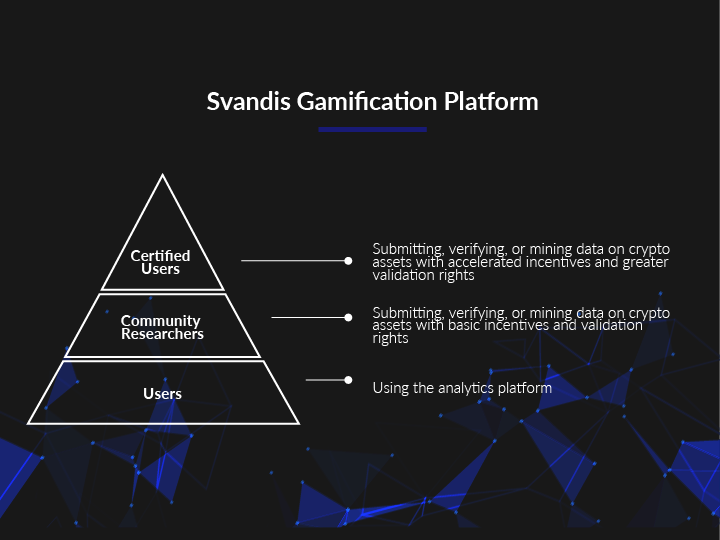 Svandis Gamification Platform
Certified
Users
Submitting, verifying, or mining data on crypto
assets with accelerated incentives and greater
validation rights
Community
Researchers
Submitting, verifying, or mining data on crypto
assets with basic incentives and validation
rights
Users
Using the analytics platform